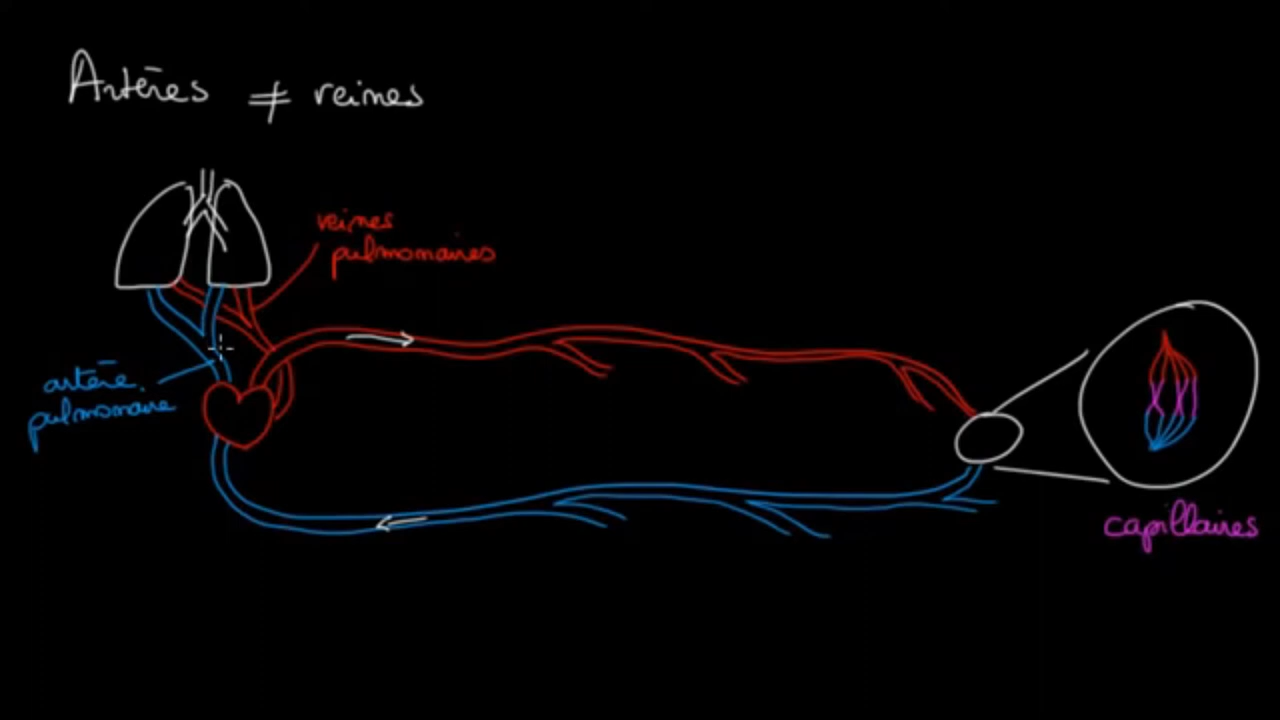 Artères ≠ veines
veines
pulmonaires
artère
pulmonaire
capillaires